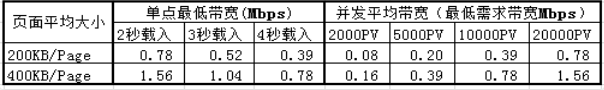 页面平均大小 单点最低带宽(Mbps) 并发平均带宽（最低需求带宽Mbps）
2秒载入 3秒载入 4秒载入 2000PV 5000PV 10000PV 20000PV
200KB/Page 0.78 0.52 0.39 0.08 0.20 0.39 0.78
400KB/Page 1.56 1.04 0.78 0.16 0.39 0.78 1.56